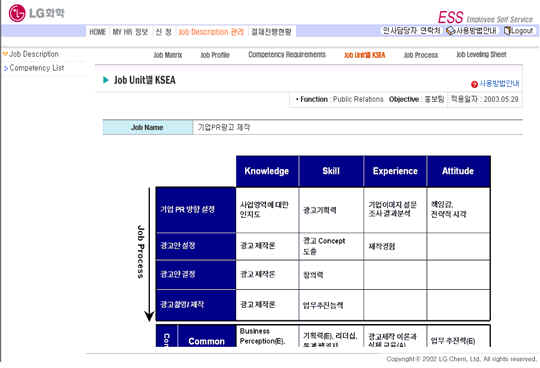 LG화학
ESS Employee Self Service
HOME MY HR 정보 신 청 Job Description 관리 결재진행현황
인사담당자 연락처 사용방법안내 Logout
Job Description
Competency List
Job Matrix Job Profile Competency Requirements Job Unit별 KSEA Job Process Job Leveling Sheet
Job Unit별 KSEA
사용방법안내
• Function : Public Relations Objective : 홍보팀 적용일자 : 2003.05.29
Job Name 기업PR광고 제작
Knowledge Skill Experience Attitude
Job Process
기업 PR 방향 설정 사업영역에 대한 인지도 광고기획력 기업이미지 설문 조사 결과분석 책임감, 전략적 시각
광고안 설정 광고 제작론 광고 Concept 도출 제작경험
광고안 결정 광고 제작론 창의력
광고촬영/제작 광고 제작론 업무추진능력
Common Business Perception(E), 기획력(E), 리더십, 광고제작 이론과 업무 추진력(E)
Copyright © 2002 LG Chem, Ltd. All rights reserved.